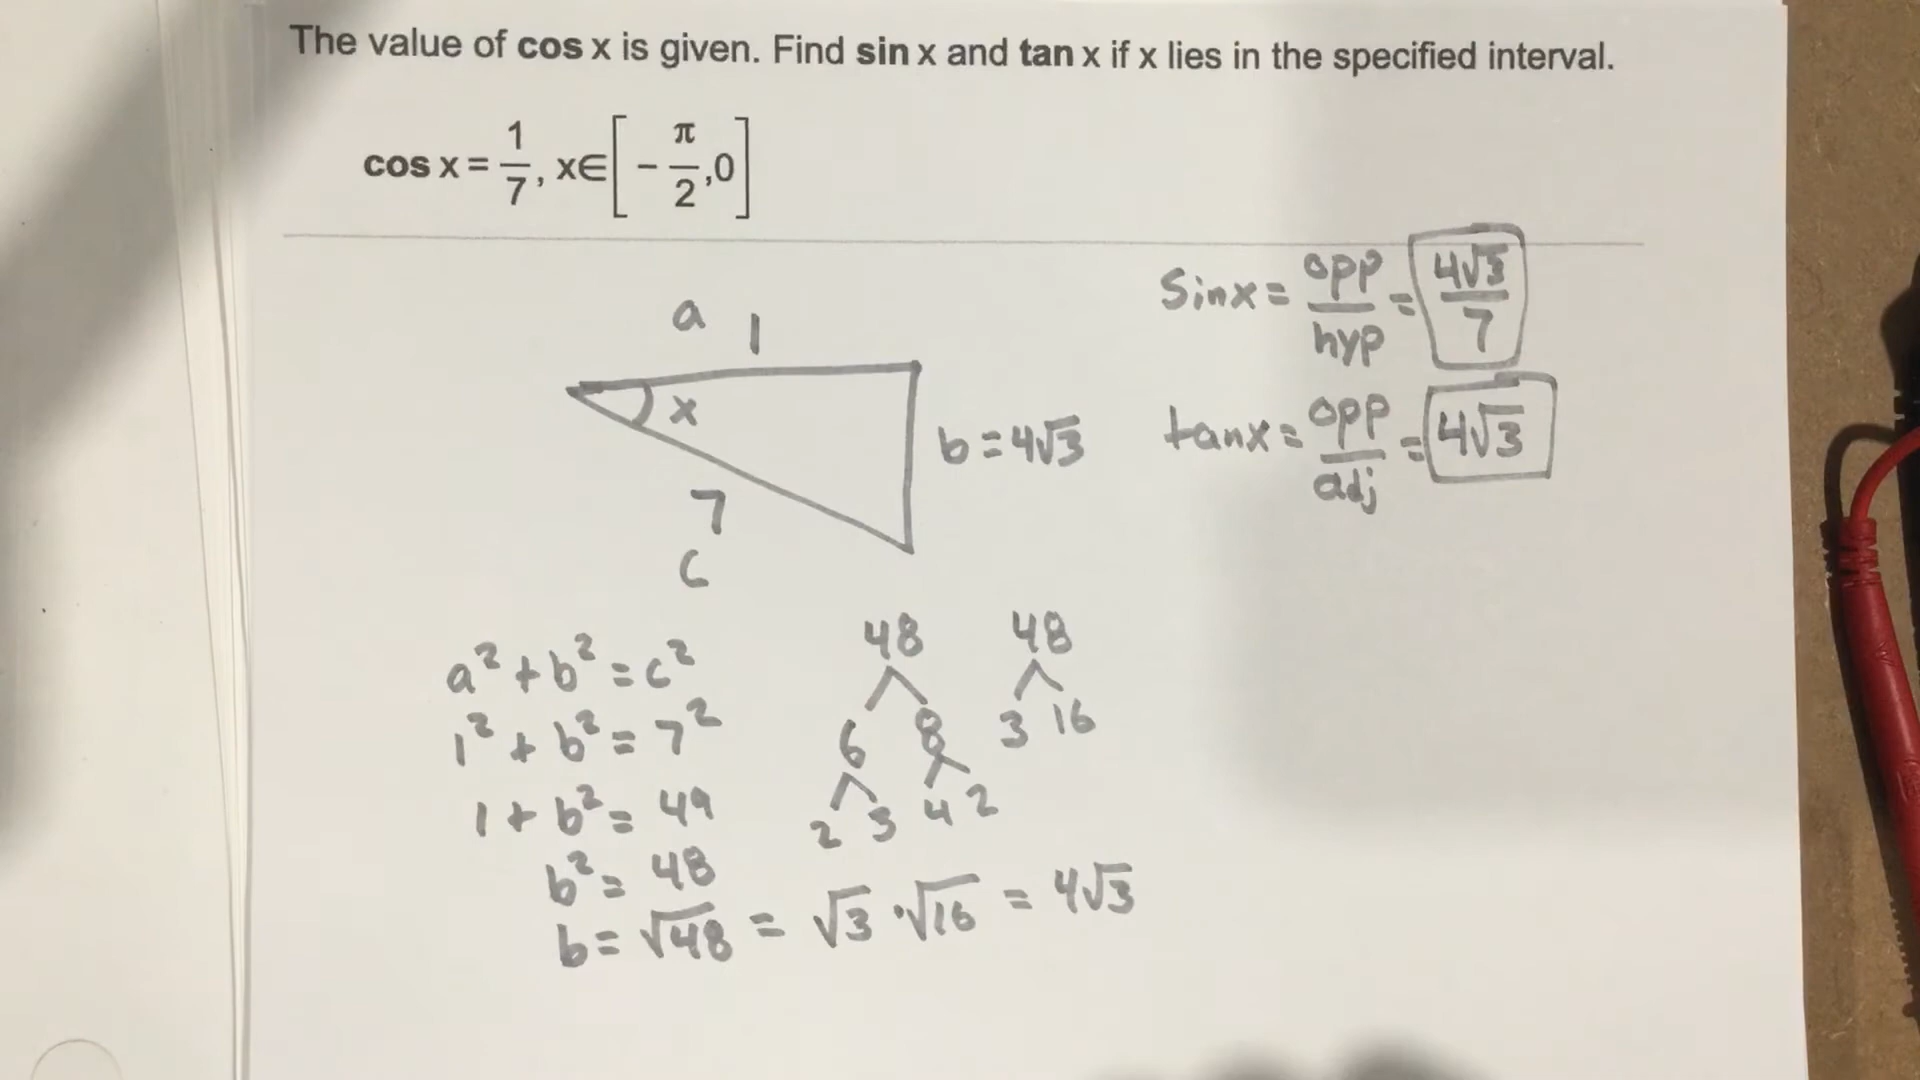 The value of cos x is given. Find sin x and tan x if x lies in the specified interval.
cos x = 1/7, x∈[-π/2,0]
a 1
x
b = 4√3
7
c
sinx = opp/hyp = 4√3/7
tanx = opp/adj = 4√3
a² + b² = c²
1² + b² = 7²
1 + b² = 49
b² = 48
b = √48 = √3 · √16 = 4√3
48
6 8
2 3 4 2
48
3 16